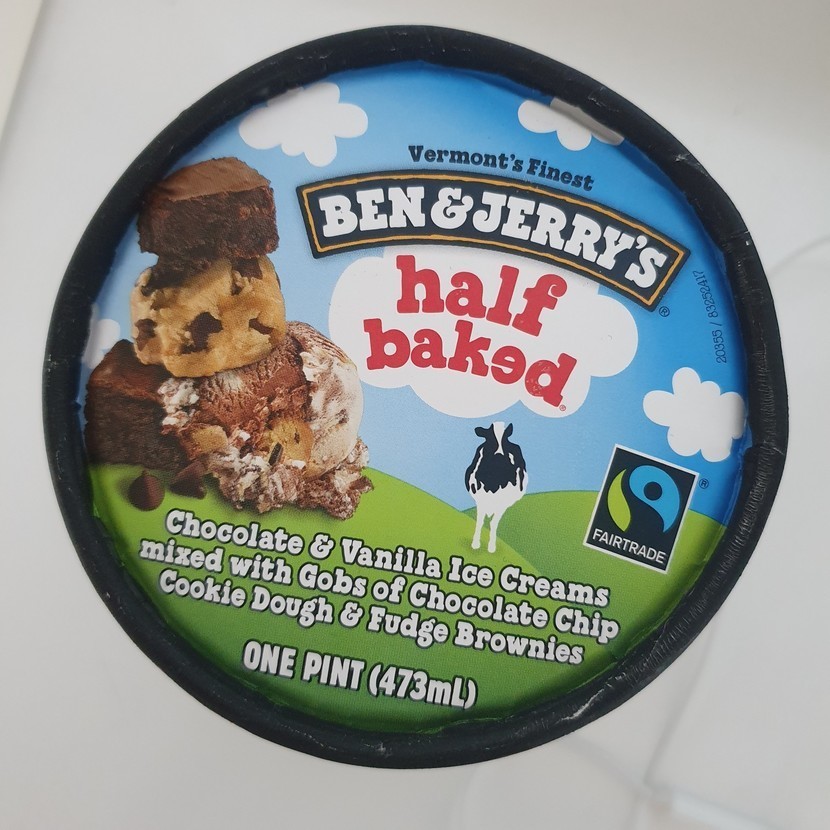 Vermont's Finest
BEN & JERRY'S
®
half
baked®
20355 / 83252417
®
FAIRTRADE
Chocolate & Vanilla Ice Creams
mixed with Gobs of Chocolate Chip
Cookie Dough & Fudge Brownies
ONE PINT (473mL)